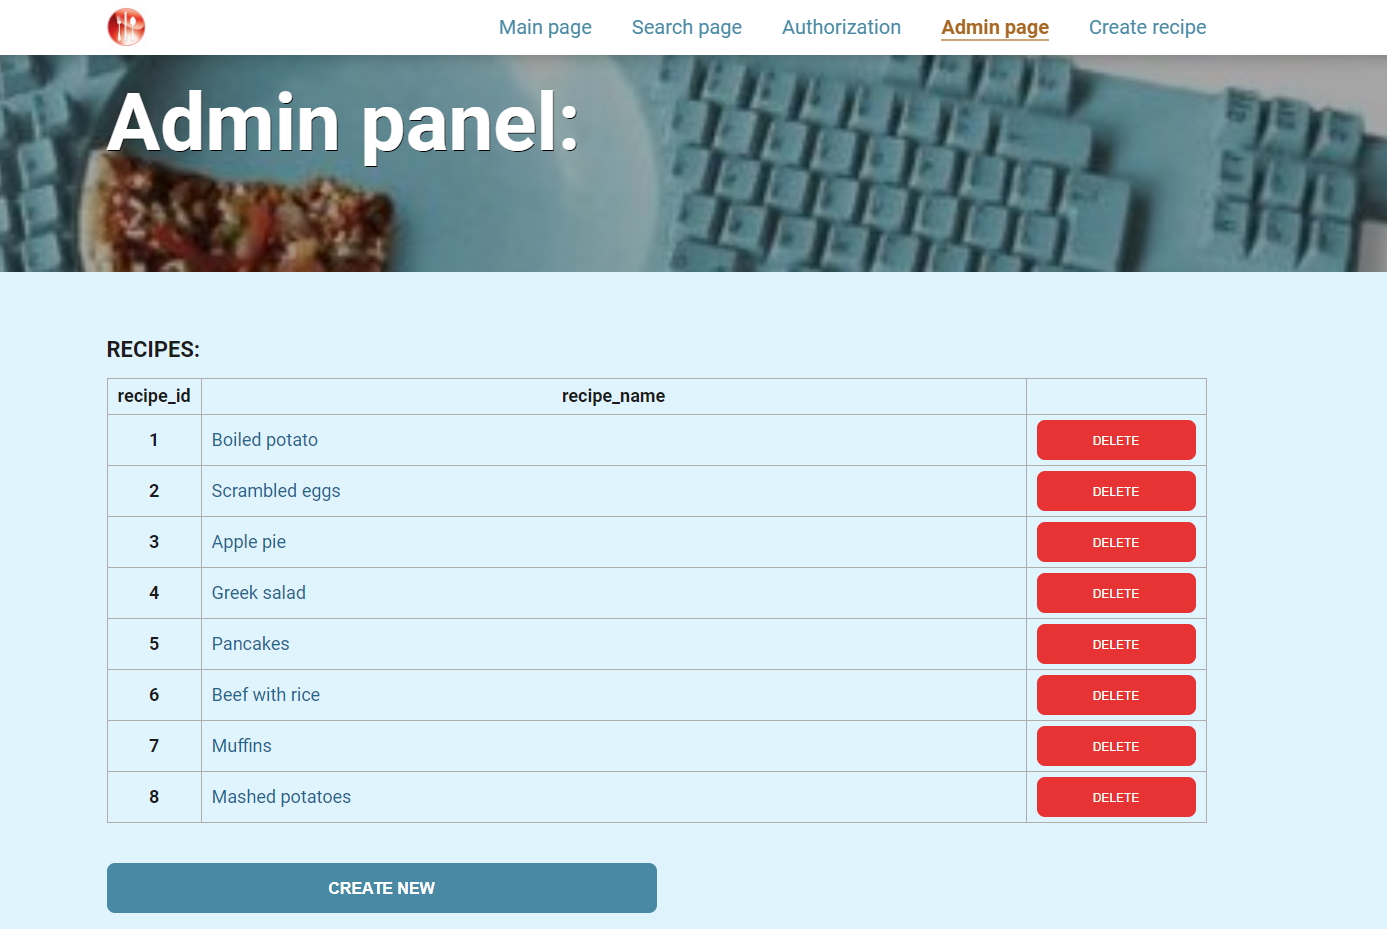 Main page Search page Authorization Admin page Create recipe
Admin panel:
RECIPES:
recipe_id recipe_name
1 Boiled potato DELETE
2 Scrambled eggs DELETE
3 Apple pie DELETE
4 Greek salad DELETE
5 Pancakes DELETE
6 Beef with rice DELETE
7 Muffins DELETE
8 Mashed potatoes DELETE
CREATE NEW